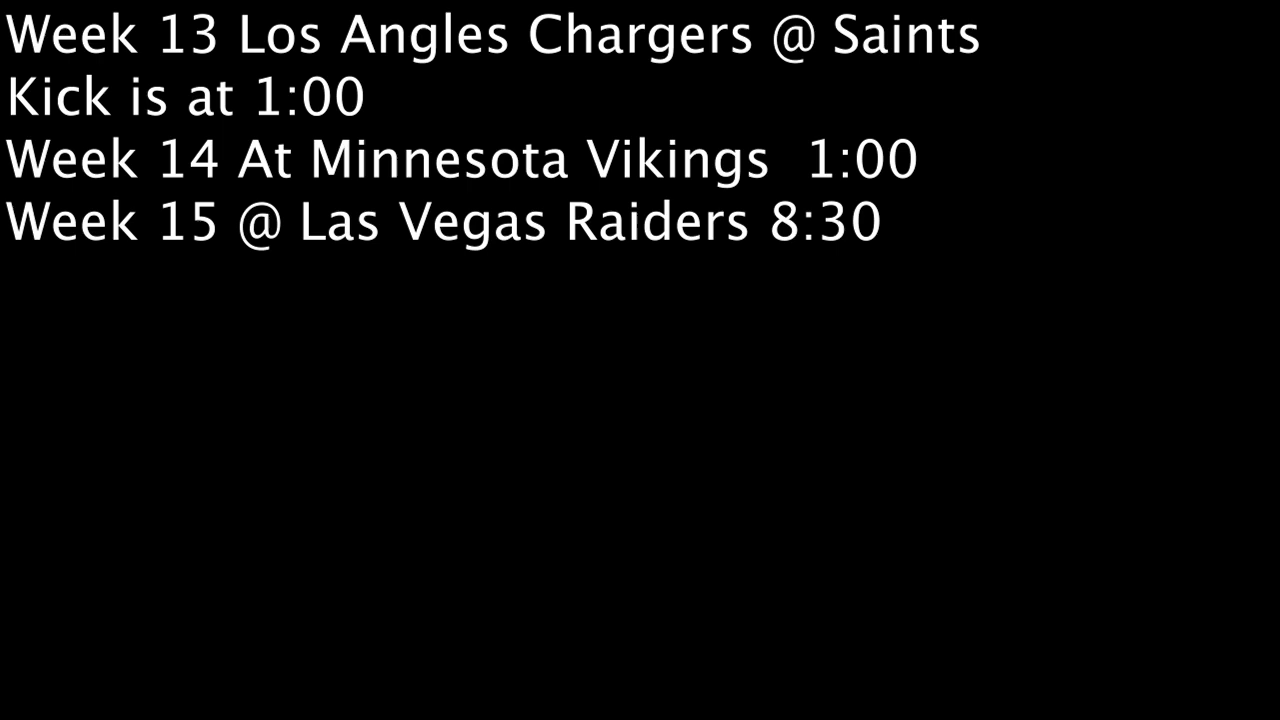 Week 13 Los Angles Chargers @ Saints
Kick is at 1:00
Week 14 At Minnesota Vikings  1:00
Week 15 @ Las Vegas Raiders 8:30